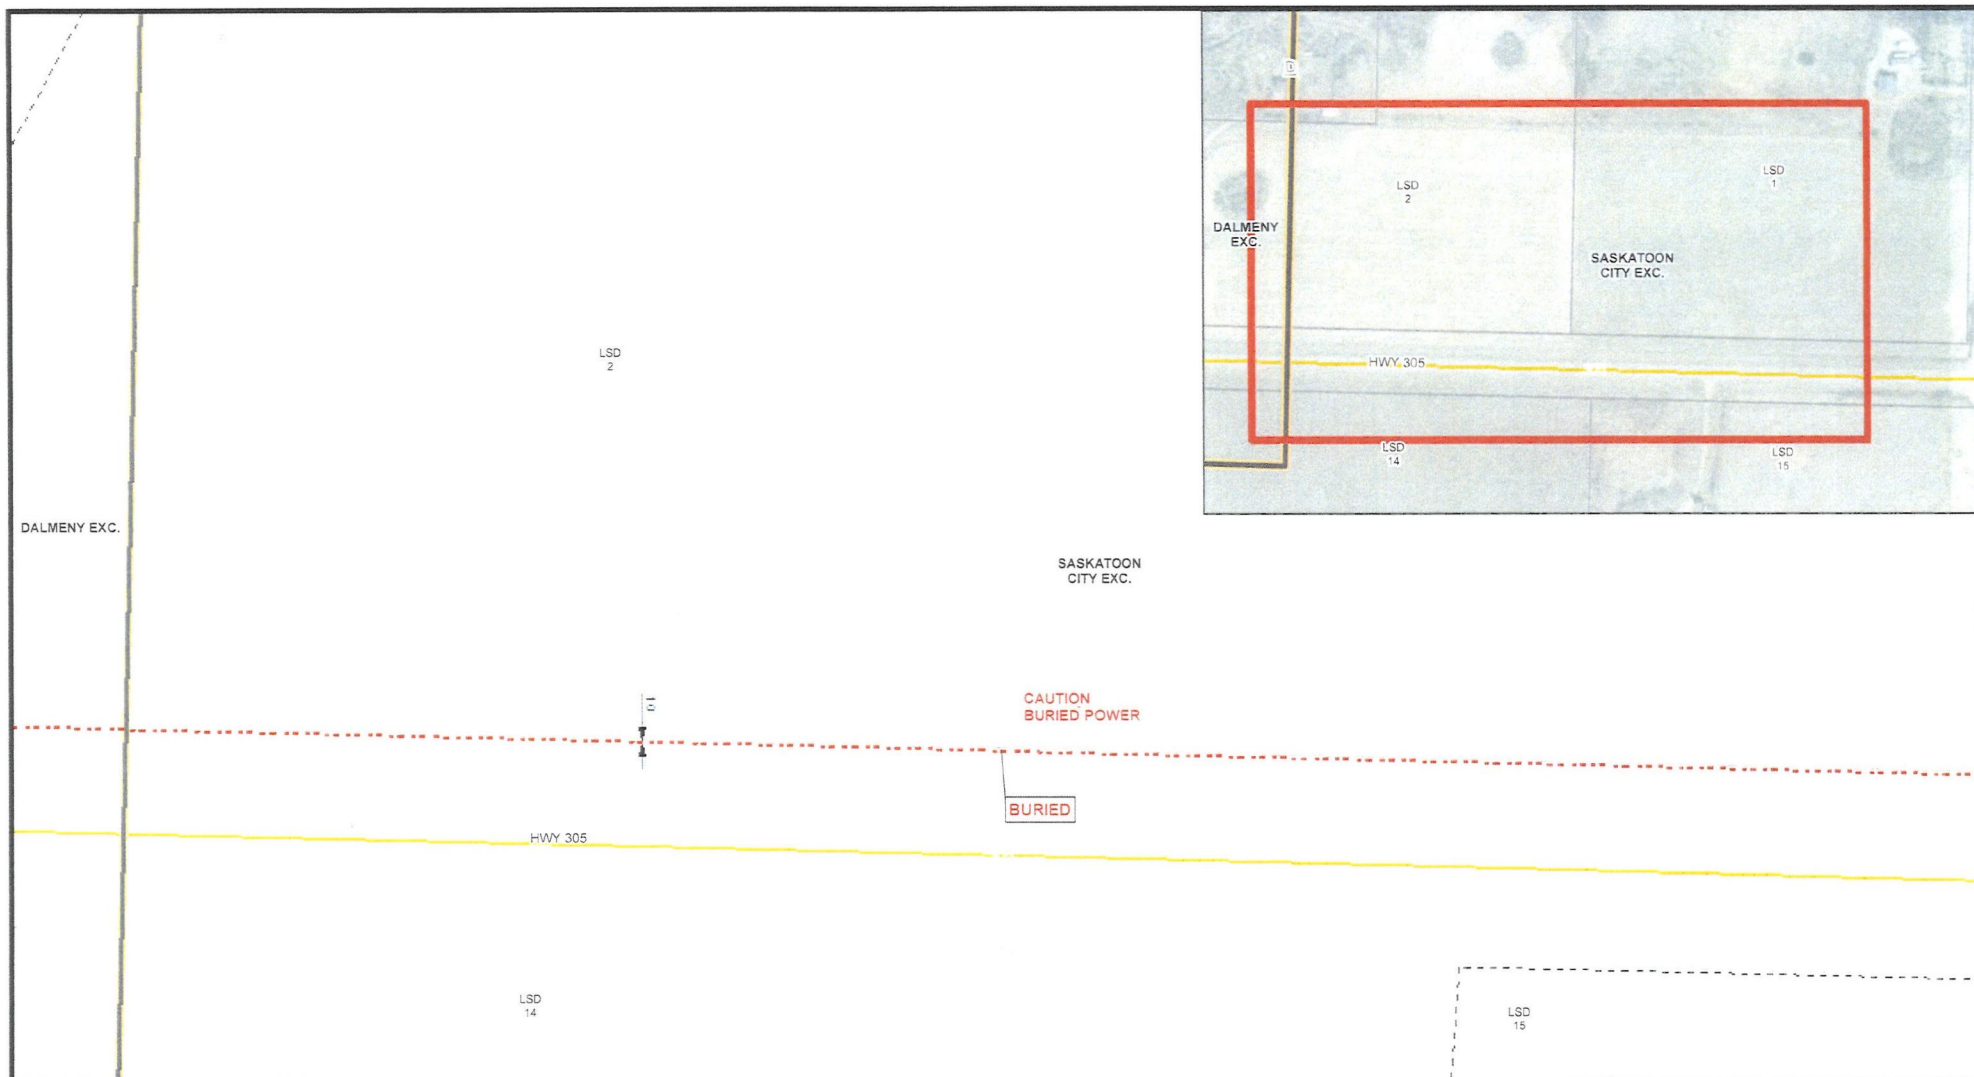 D
LSD
1
LSD
2
DALMENY
EXC.
SASKATOON
CITY EXC.
HWY 305
LSD
14
LSD
15
LSD
2
DALMENY EXC.
SASKATOON
CITY EXC.
CAUTION
BURIED POWER
BURIED
HWY 305
LSD
14
LSD
15